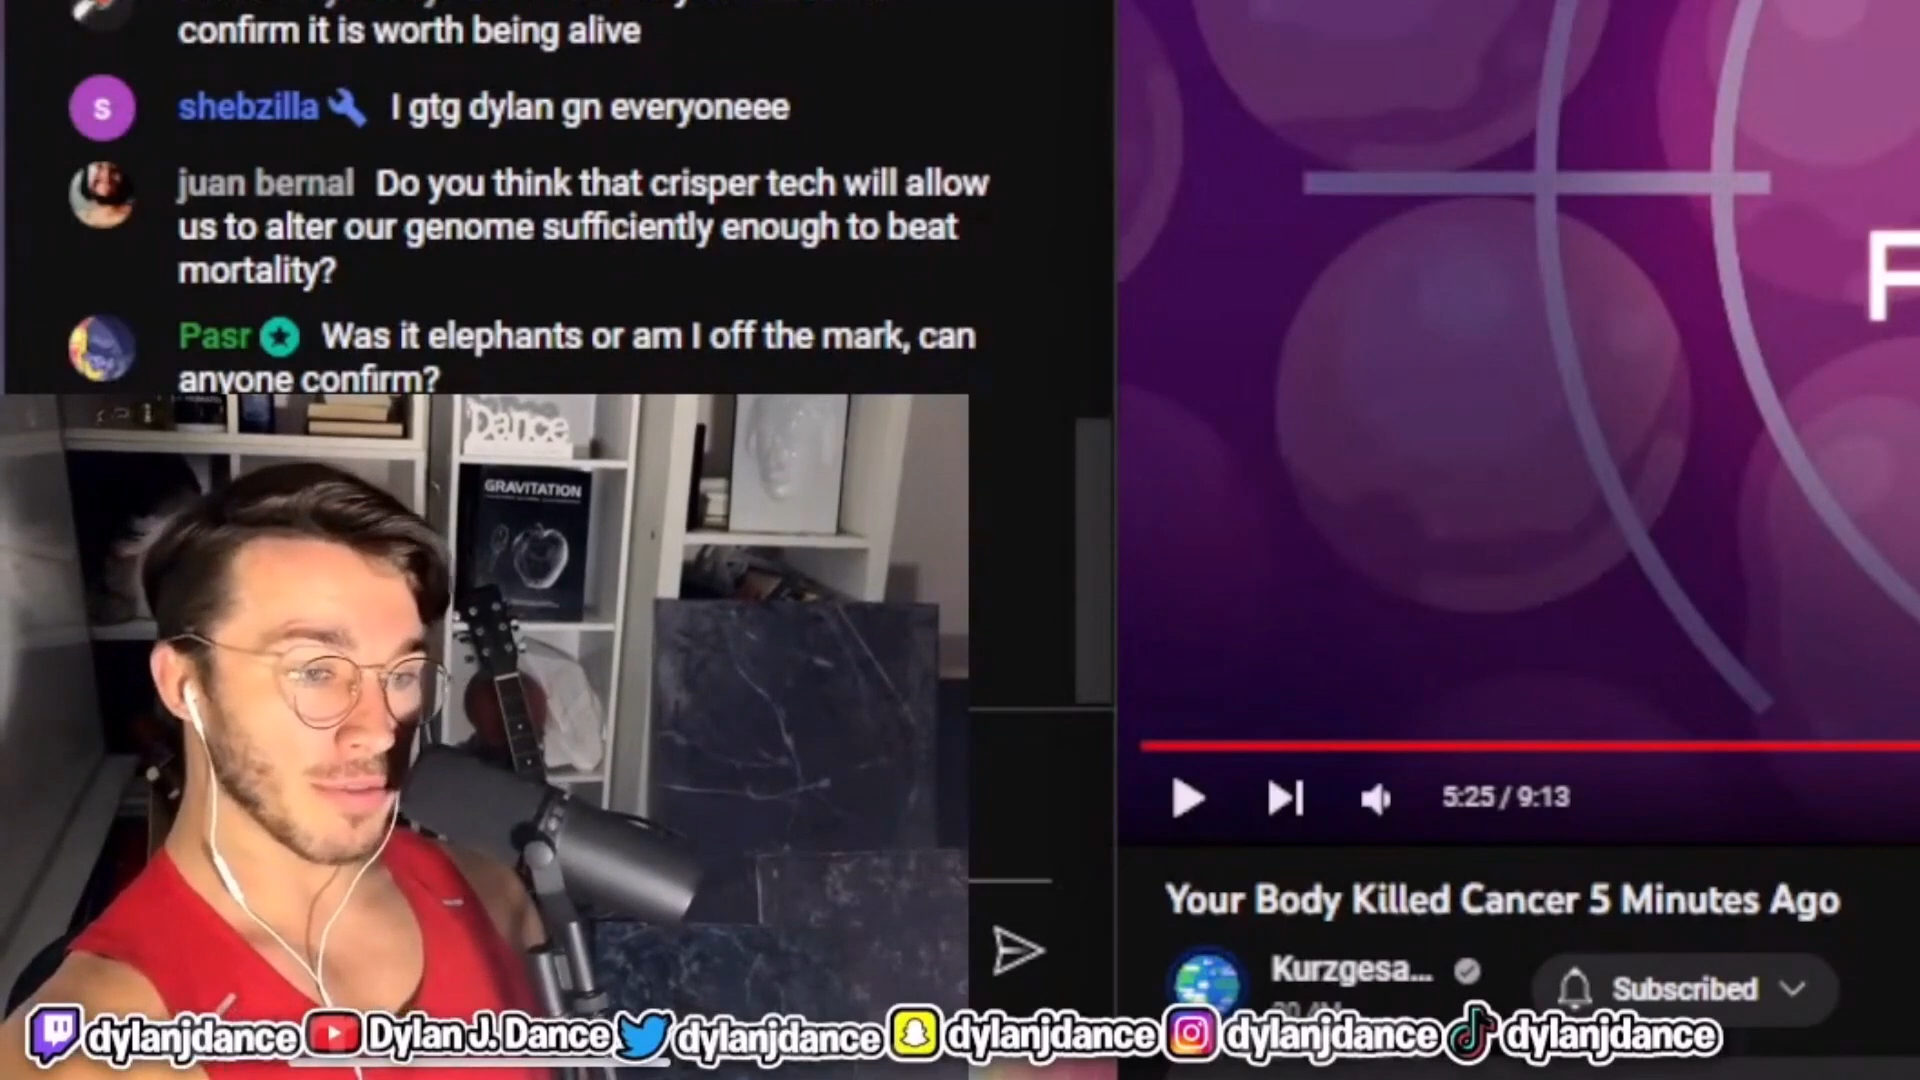 confirm it is worth being alive
S shebzilla I gtg dylan gn everyoneee
juan bernal Do you think that crisper tech will allow
us to alter our genome sufficiently enough to beat
mortality?
Pasr Was it elephants or am I off the mark, can
anyone confirm?
Dance
GRAVITATION
F
5:25 / 9:13
Your Body Killed Cancer 5 Minutes Ago
Kurzgesa...
Subscribed
dylanjdance Dylan J. Dance dylanjdance dylanjdance dylanjdance dylanjdance